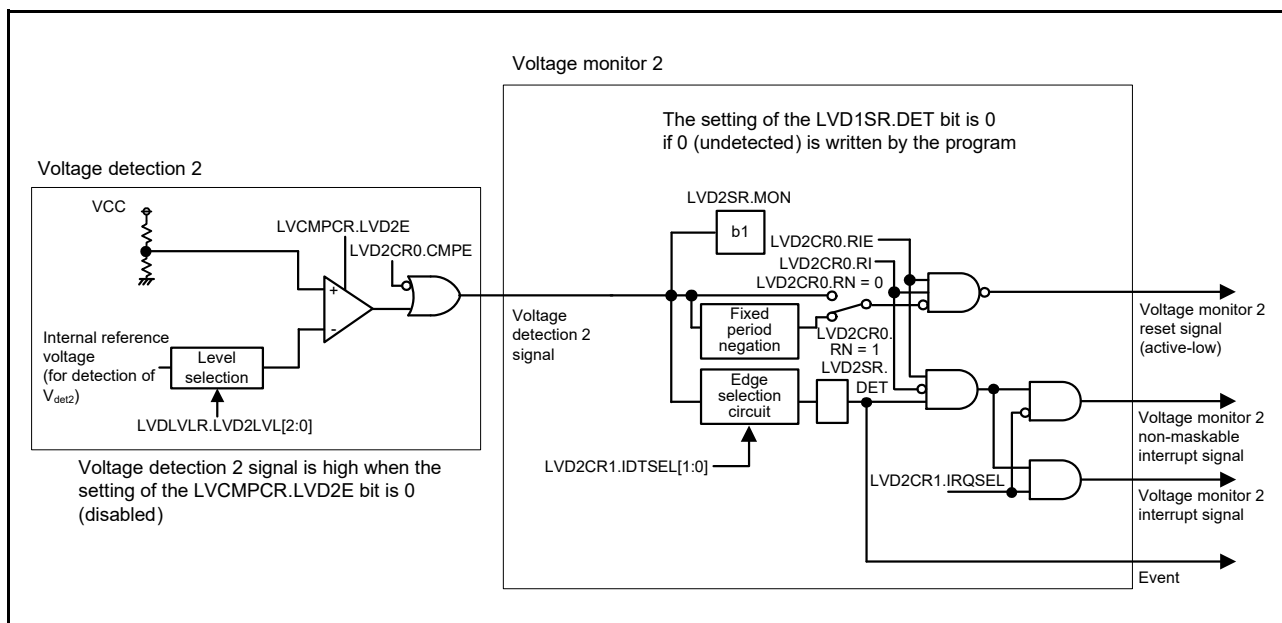 Voltage monitor 2
The setting of the LVD1SR.DET bit is 0
if 0 (undetected) is written by the program
Voltage detection 2
VCC
LVCMPCR.LVD2E
LVD2CR0.CMPE
+
-
Internal reference
voltage
(for detection of
Vdet2)
Level
selection
LVDLVLR.LVD2LVL[2:0]
Voltage detection 2 signal is high when the
setting of the LVCMPCR.LVD2E bit is 0
(disabled)
Voltage
detection 2
signal
LVD2SR.MON
b1
LVD2CR0.RIE
LVD2CR0.RI
LVD2CR0.RN = 0
Fixed
period
negation
LVD2CR0.
RN = 1
LVD2SR.
DET
Edge
selection
circuit
LVD2CR1.IDTSEL[1:0]
LVD2CR1.IRQSEL
Voltage monitor 2
reset signal
(active-low)
Voltage monitor 2
non-maskable
interrupt signal
Voltage monitor 2
interrupt signal
Event